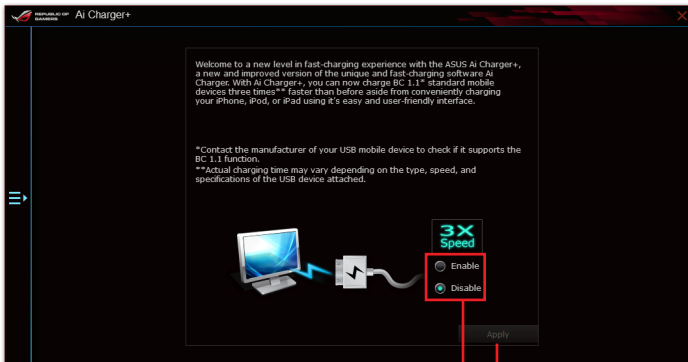 REPUBLIC OF
GAMERS
Ai Charger+
Welcome to a new level in fast-charging experience with the ASUS Ai Charger+,
a new and improved version of the unique and fast-charging software Ai
Charger. With Ai Charger+, you can now charge BC 1.1* standard mobile
devices three times** faster than before aside from conveniently charging
your iPhone, iPod, or iPad using it's easy and user-friendly interface.
*Contact the manufacturer of your USB mobile device to check if it supports the
BC 1.1 function.
**Actual charging time may vary depending on the type, speed, and
specifications of the USB device attached.
3X
Speed
Enable
Disable
Apply